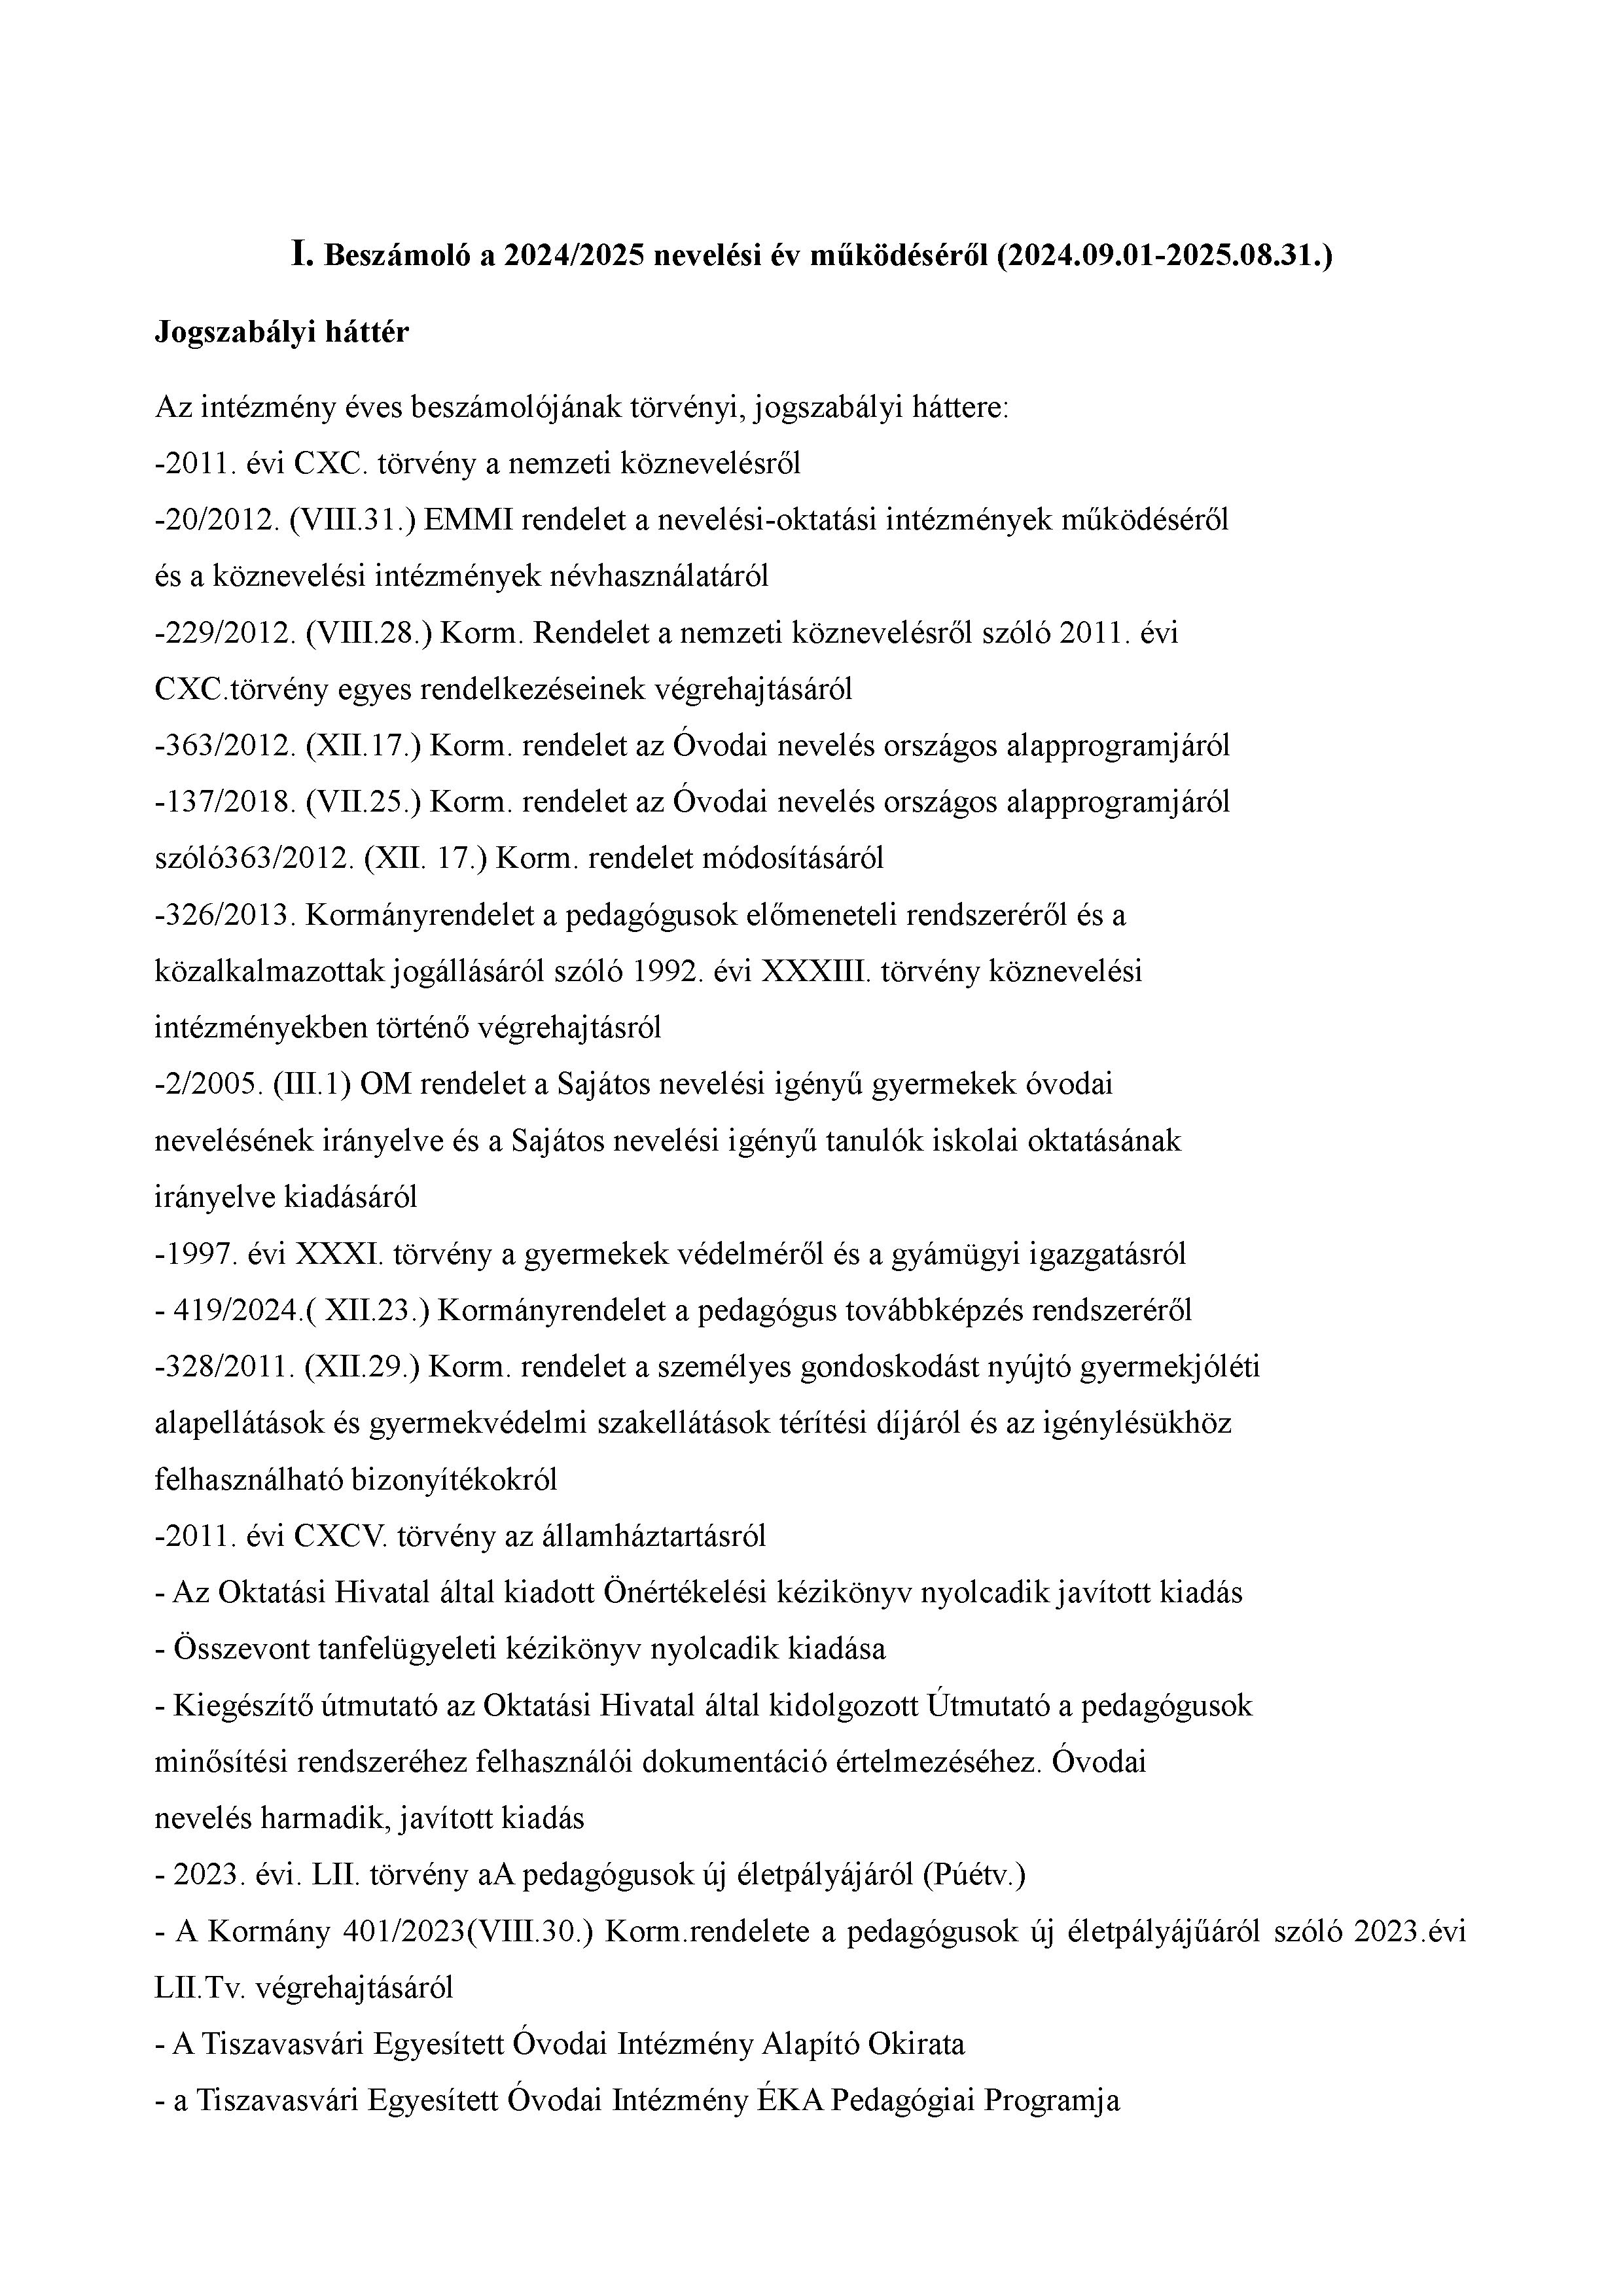 I. Beszámoló a 2024/2025 nevelési év működéséről (2024.09.01-2025.08.31.)
Jogszabályi háttér
Az intézmény éves beszámolójának törvényi, jogszabályi háttere:
-2011. évi CXC. törvény a nemzeti köznevelésről
-20/2012. (VIII.31.) EMMI rendelet a nevelési-oktatási intézmények működéséről
és a köznevelési intézmények névhasználatáról
-229/2012. (VIII.28.) Korm. Rendelet a nemzeti köznevelésről szóló 2011. évi
CXC.törvény egyes rendelkezéseinek végrehajtásáról
-363/2012. (XII.17.) Korm. rendelet az Óvodai nevelés országos alapprogramjáról
-137/2018. (VII.25.) Korm. rendelet az Óvodai nevelés országos alapprogramjáról
szóló363/2012. (XII. 17.) Korm. rendelet módosításáról
-326/2013. Kormányrendelet a pedagógusok előmeneteli rendszeréről és a
közalkalmazottak jogállásáról szóló 1992. évi XXXIII. törvény köznevelési
intézményekben történő végrehajtásról
-2/2005. (III.1) OM rendelet a Sajátos nevelési igényű gyermekek óvodai
nevelésének irányelve és a Sajátos nevelési igényű tanulók iskolai oktatásának
irányelve kiadásáról
-1997. évi XXXI. törvény a gyermekek védelméről és a gyámügyi igazgatásról
- 419/2024.( XII.23.) Kormányrendelet a pedagógus továbbképzés rendszeréről
-328/2011. (XII.29.) Korm. rendelet a személyes gondoskodást nyújtó gyermekjóléti
alapellátások és gyermekvédelmi szakellátások térítési díjáról és az igénylésükhöz
felhasználható bizonyítékokról
-2011. évi CXCV. törvény az államháztartásról
- Az Oktatási Hivatal által kiadott Önértékelési kézikönyv nyolcadik javított kiadás
- Összevont tanfelügyeleti kézikönyv nyolcadik kiadása
- Kiegészítő útmutató az Oktatási Hivatal által kidolgozott Útmutató a pedagógusok
minősítési rendszeréhez felhasználói dokumentáció értelmezéséhez. Óvodai
nevelés harmadik, javított kiadás
- 2023. évi. LII. törvény aA pedagógusok új életpályájáról (Púétv.)
- A Kormány 401/2023(VIII.30.) Korm.rendelete a pedagógusok új életpályájűáról szóló 2023.évi
LII.Tv. végrehajtásáról
- A Tiszavasvári Egyesített Óvodai Intézmény Alapító Okirata
- a Tiszavasvári Egyesített Óvodai Intézmény ÉKA Pedagógiai Programja